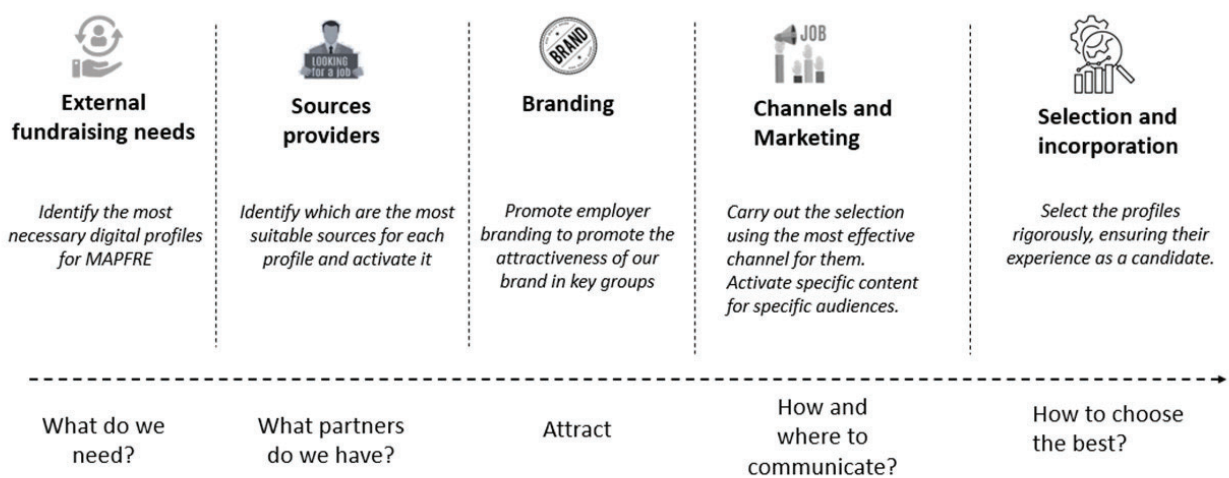 LOOKING
for a job
BRAND
JOB
External
fundraising needs
Sources
providers
Branding
Channels and
Marketing
Selection and
incorporation
Identify the most
necessary digital profiles
for MAPFRE
Identify which are the most
suitable sources for each
profile and activate it
Promote employer
branding to promote the
attractiveness of our
brand in key groups
Carry out the selection
using the most effective
channel for them.
Activate specific content
for specific audiences.
Select the profiles
rigorously, ensuring their
experience as a candidate.
What do we
need?
What partners
do we have?
Attract
How and
where to
communicate?
How to choose
the best?